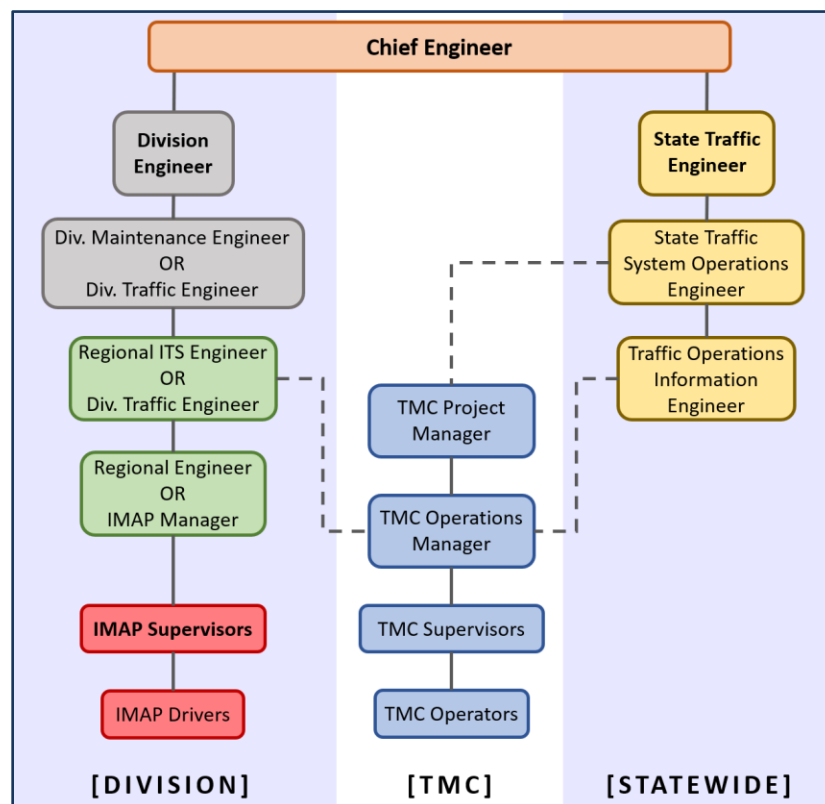 Chief Engineer
Division
Engineer
State Traffic
Engineer
Div. Maintenance Engineer
OR
Div. Traffic Engineer
State Traffic
System Operations
Engineer
Regional ITS Engineer
OR
Div. Traffic Engineer
Traffic Operations
Information
Engineer
TMC Project
Manager
Regional Engineer
OR
IMAP Manager
TMC Operations
Manager
IMAP Supervisors
TMC Supervisors
IMAP Drivers
TMC Operators
[DIVISION]
[TMC]
[STATEWIDE]